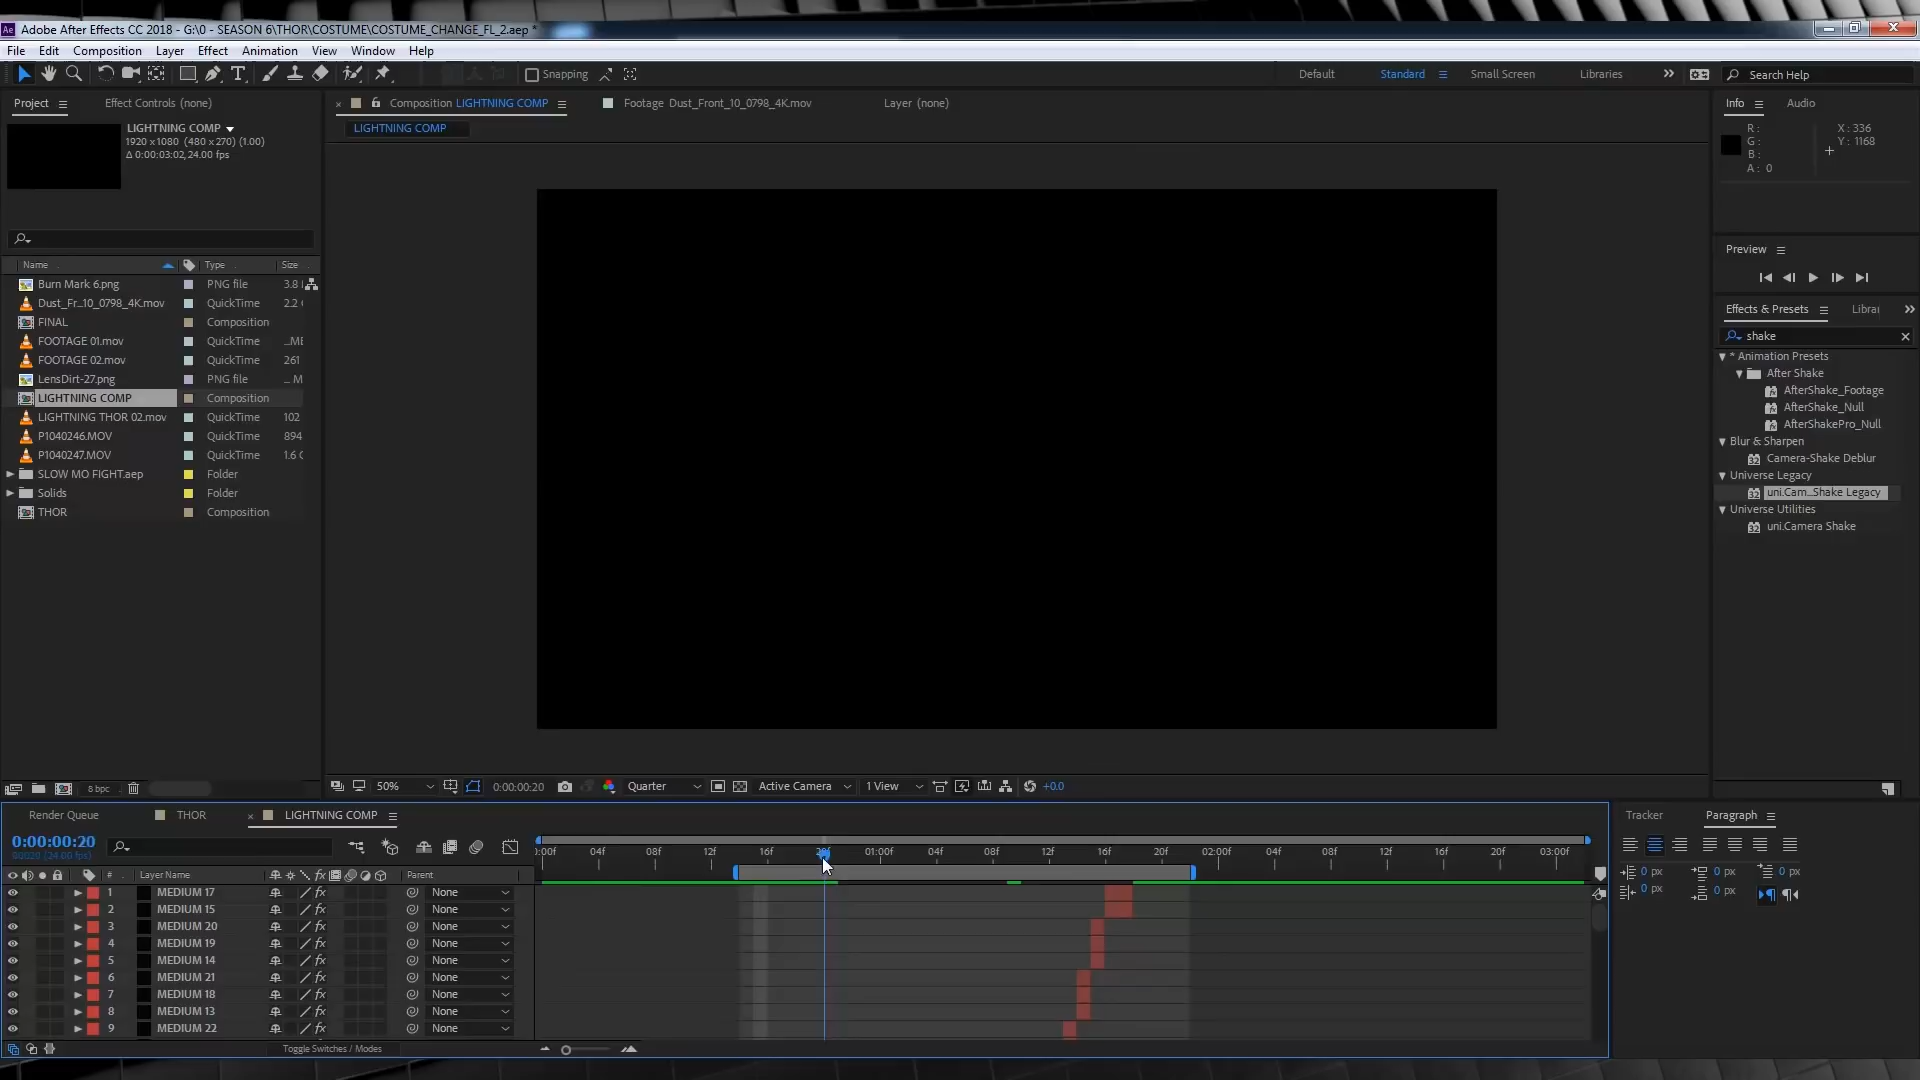 Adobe After Effects CC 2018 - G:\0 - SEASON 6\THOR\COSTUME\COSTUME_CHANGE_FL_2.aep *
File Edit Composition Layer Effect Animation View Window Help
Snapping
Default Standard Small Screen Libraries
Search Help
Project
Effect Controls (none)
Composition LIGHTNING COMP
Footage Dust_Front_10_0798_4K.mov
Layer (none)
LIGHTNING COMP
LIGHTNING COMP
1920 x 1080 (480 x 270) (1.00)
Δ 0:00:03:02, 24.00 fps
Info Audio
R:
G:
B:
A: 0
X: 336
Y: 1168
Preview
Effects & Presets
shake
* Animation Presets
After Shake
AfterShake_Footage
AfterShake_Null
AfterShakePro_Null
Blur & Sharpen
Camera-Shake Deblur
Universe Legacy
uni.Cam...Shake Legacy
Universe Utilities
uni.Camera Shake
Name Type Size
Burn Mark 6.png PNG file 3.8
Dust_Fr...10_0798_4K.mov QuickTime 2.2
FINAL Composition
FOOTAGE 01.mov QuickTime
FOOTAGE 02.mov QuickTime 261
LensDirt-27.png PNG file ... M
LIGHTNING COMP Composition
LIGHTNING THOR 02.mov QuickTime 102
P1040246.MOV QuickTime 894
P1040247.MOV QuickTime 1.6
SLOW MO FIGHT.aep Folder
Solids Folder
THOR Composition
8 bpc
50% 0:00:00:20 Quarter Active Camera 1 View +0.0
Render Queue THOR LIGHTNING COMP
0:00:00:20
00020 (24.00 fps)
Layer Name Parent
04f 08f 12f 16f 01:00f 04f 08f 12f 16f 20f 02:00f 04f 08f 12f 16f 20f 03:00f
1 MEDIUM 17 fx None
2 MEDIUM 15 fx None
3 MEDIUM 20 fx None
4 MEDIUM 19 fx None
5 MEDIUM 14 fx None
6 MEDIUM 21 fx None
7 MEDIUM 18 fx None
8 MEDIUM 13 fx None
9 MEDIUM 22 fx None
Toggle Switches / Modes
Tracker Paragraph
0 px 0 px 0 px
0 px 0 px